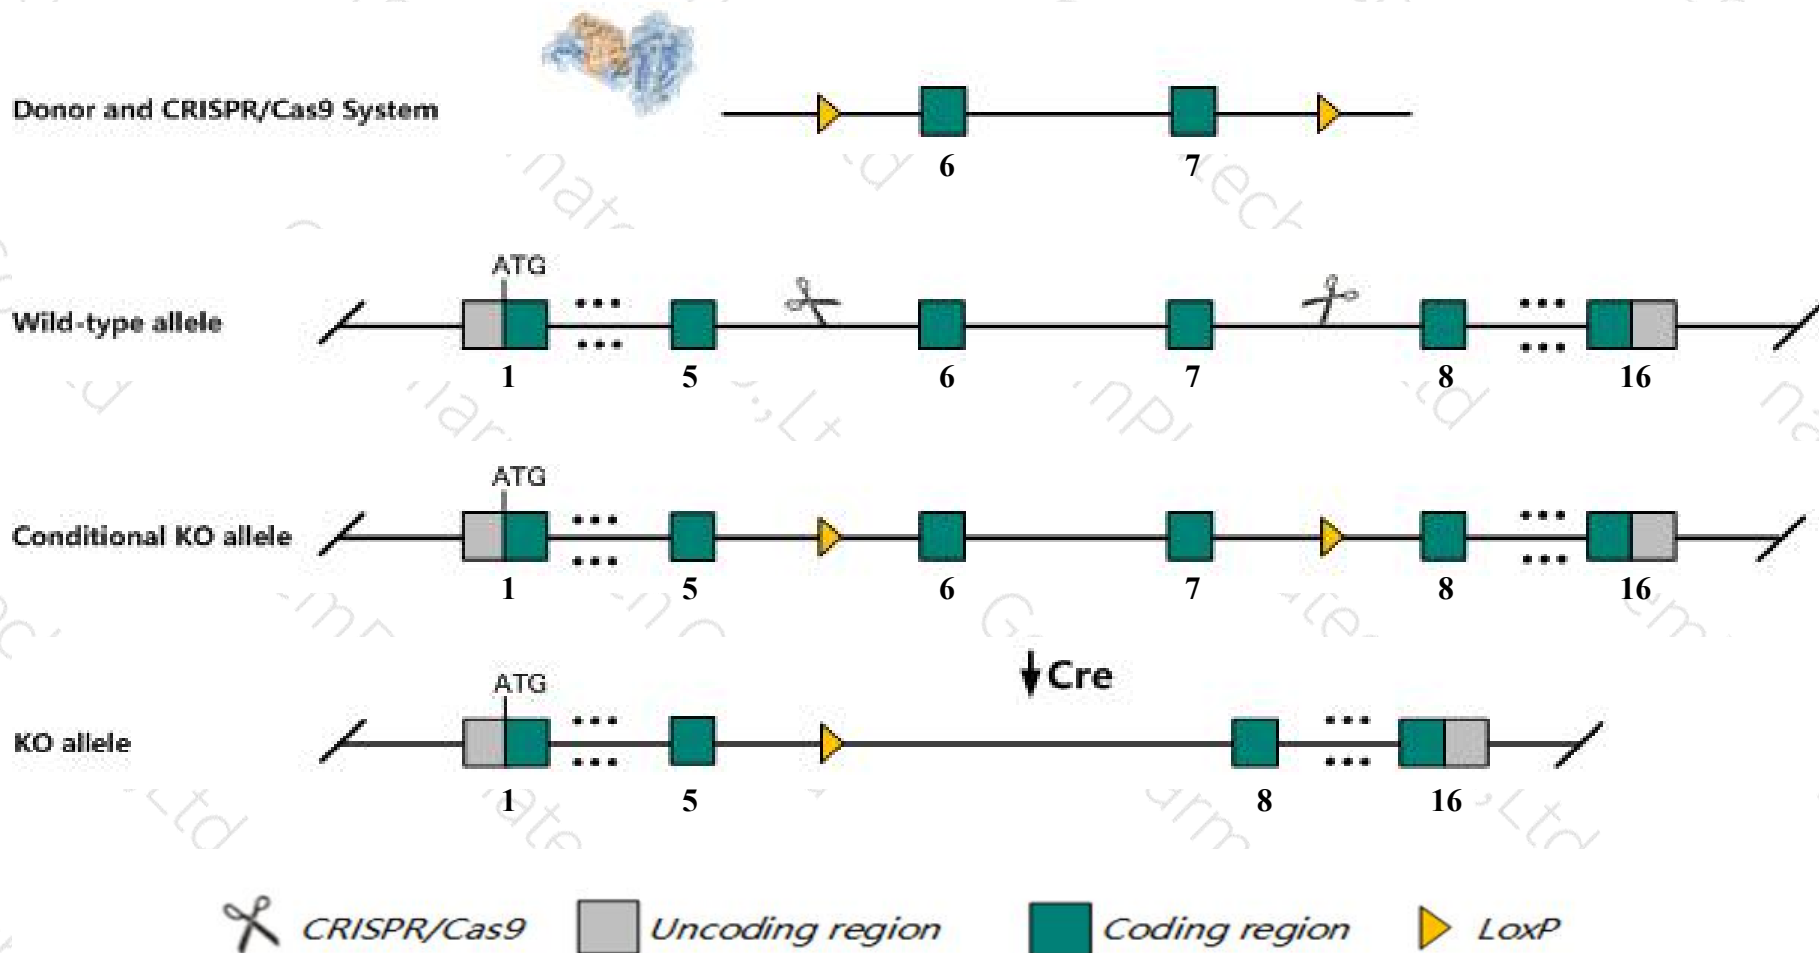 Donor and CRISPR/Cas9 System
6 7
ATG
Wild-type allele
1 5 6 7 8 16
ATG
Conditional KO allele
1 5 6 7 8 16
Cre
ATG
KO allele
1 5 8 16
CRISPR/Cas9 Uncoding region Coding region LoxP